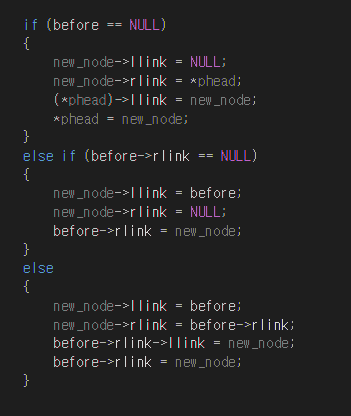 if (before == NULL)
{
    new_node->llink = NULL;
    new_node->rlink = *phead;
    (*phead)->llink = new_node;
    *phead = new_node;
}
else if (before->rlink == NULL)
{
    new_node->llink = before;
    new_node->rlink = NULL;
    before->rlink = new_node;
}
else
{
    new_node->llink = before;
    new_node->rlink = before->rlink;
    before->rlink->llink = new_node;
    before->rlink = new_node;
}